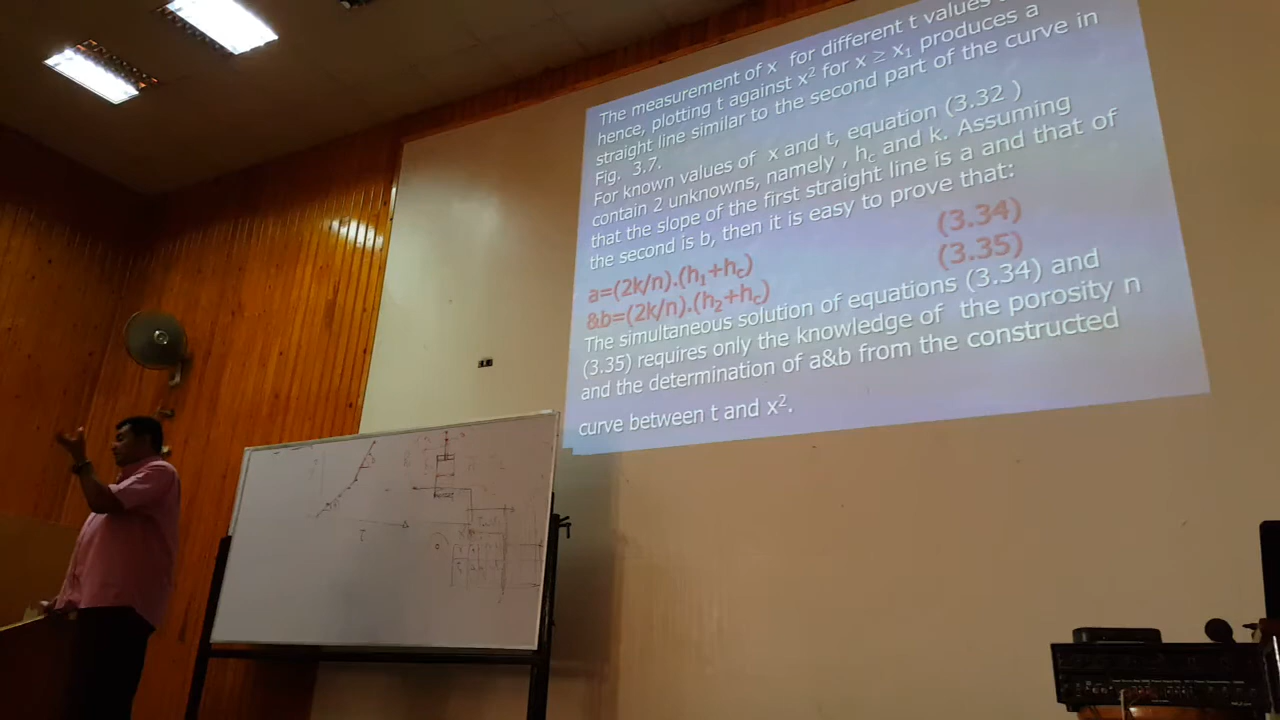 The measurement of x for different t values
hence, plotting t against x² for x ≥ x₁ produces a
straight line similar to the second part of the curve in
Fig. 3.7.
For known values of x and t, equation (3.32 )
contain 2 unknowns, namely , h꜀ and k. Assuming
that the slope of the first straight line is a and that of
the second is b, then it is easy to prove that:
a=(2k/n).(h₁+h꜀) (3.34)
&b=(2k/n).(h₂+h꜀) (3.35)
The simultaneous solution of equations (3.34) and
(3.35) requires only the knowledge of the porosity n
and the determination of a&b from the constructed
curve between t and x².